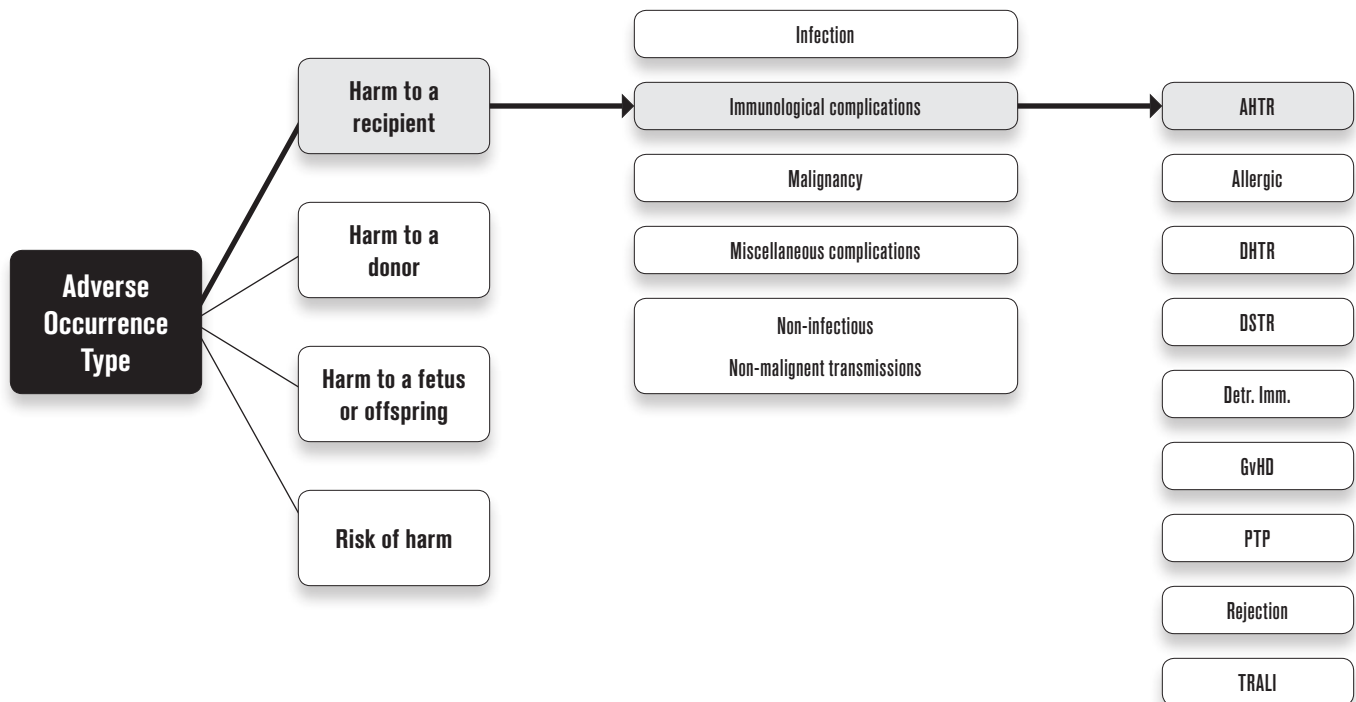 Adverse
Occurrence
Type
Harm to a
recipient
Harm to a
donor
Harm to a fetus
or offspring
Risk of harm
Infection
Immunological complications
Malignancy
Miscellaneous complications
Non-infectious
Non-malignent transmissions
AHTR
Allergic
DHTR
DSTR
Detr. Imm.
GvHD
PTP
Rejection
TRALI